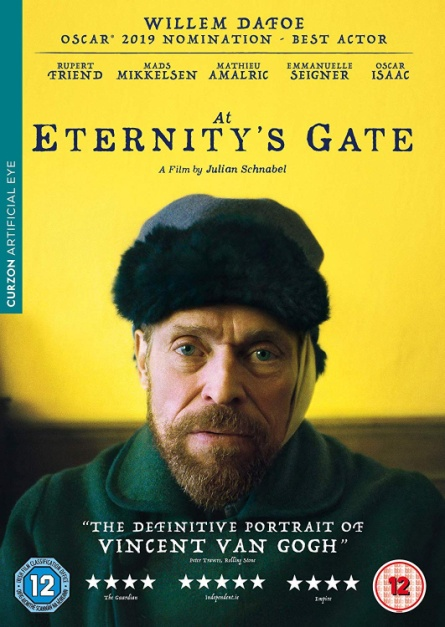 WILLEM DAFOE
OSCAR® 2019 NOMINATION - BEST ACTOR
RUPERT FRIEND MADS MIKKELSEN MATHIEU AMALRIC EMMANUELLE SEIGNER OSCAR ISAAC
At
ETERNITY'S GATE
A Film by Julian Schnabel
CURZON ARTIFICIAL EYE
"THE DEFINITIVE PORTRAIT OF
VINCENT VAN GOGH"
Peter Travers, Rolling Stone
12
★★★★ ★★★★★ ★★★★
The Guardian Independent.ie Empire
12